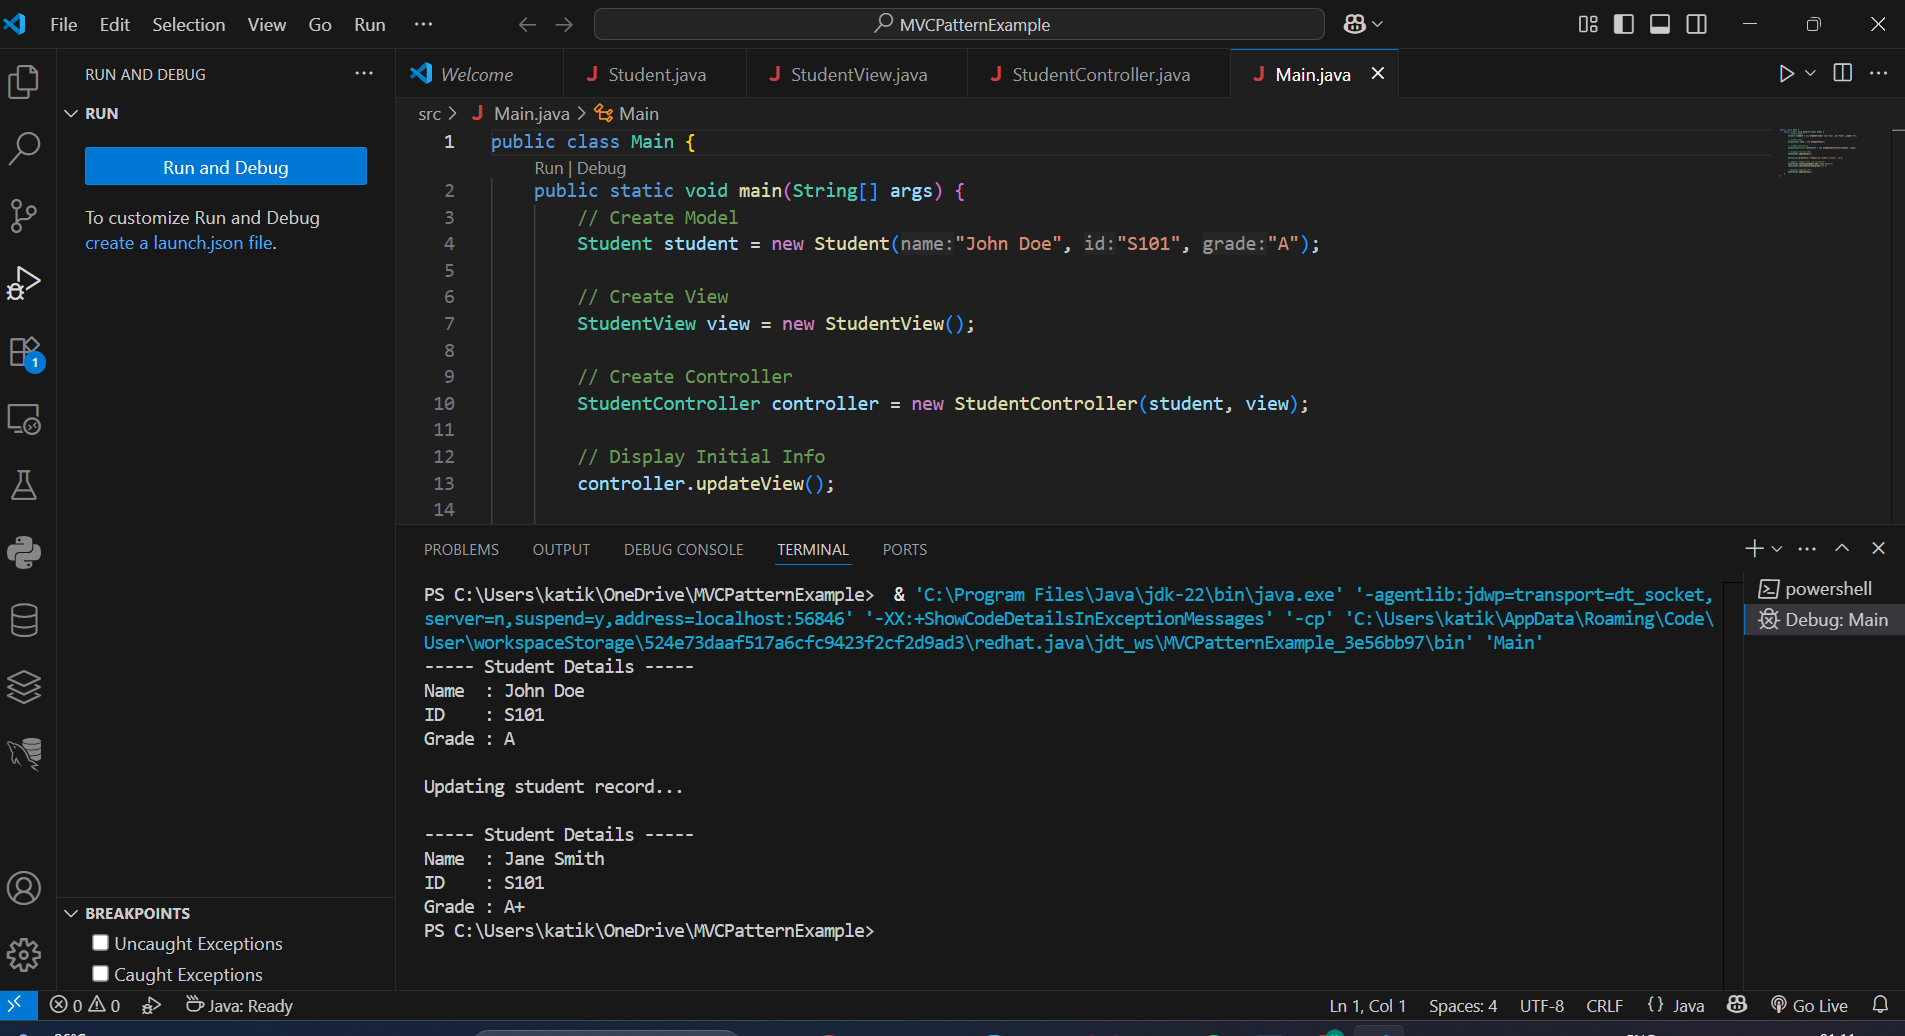 File Edit Selection View Go Run ···
MVCPatternExample
RUN AND DEBUG ···
RUN
Run and Debug
To customize Run and Debug
create a launch.json file.
Welcome
J Student.java
J StudentView.java
J StudentController.java
J Main.java
src > J Main.java > Main
1 public class Main {
Run | Debug
2 public static void main(String[] args) {
3 // Create Model
4 Student student = new Student(name:"John Doe", id:"S101", grade:"A");
5
6 // Create View
7 StudentView view = new StudentView();
8
9 // Create Controller
10 StudentController controller = new StudentController(student, view);
11
12 // Display Initial Info
13 controller.updateView();
14
PROBLEMS OUTPUT DEBUG CONSOLE TERMINAL PORTS
PS C:\Users\katik\OneDrive\MVCPatternExample>  & 'C:\Program Files\Java\jdk-22\bin\java.exe' '-agentlib:jdwp=transport=dt_socket,
server=n,suspend=y,address=localhost:56846' '-XX:+ShowCodeDetailsInExceptionMessages' '-cp' 'C:\Users\katik\AppData\Roaming\Code\
User\workspaceStorage\524e73daaf517a6cfc9423f2cf2d9ad3\redhat.java\jdt_ws\MVCPatternExample_3e56bb97\bin' 'Main'
----- Student Details -----
Name  : John Doe
ID    : S101
Grade : A
Updating student record...
----- Student Details -----
Name  : Jane Smith
ID    : S101
Grade : A+
PS C:\Users\katik\OneDrive\MVCPatternExample>
powershell
Debug: Main
1
BREAKPOINTS
Uncaught Exceptions
Caught Exceptions
0 0 Java: Ready
Ln 1, Col 1 Spaces: 4 UTF-8 CRLF {} Java Go Live